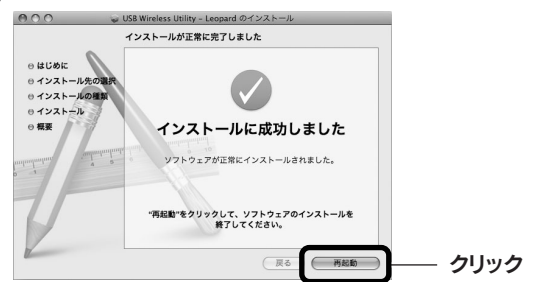 USB Wireless Utility – Leopard のインストール
インストールが正常に完了しました
はじめに
インストール先の選択
インストールの種類
インストール
概要
インストールに成功しました
ソフトウェアが正常にインストールされました。
“再起動”をクリックして、ソフトウェアのインストールを
終了してください。
戻る
再起動
クリック